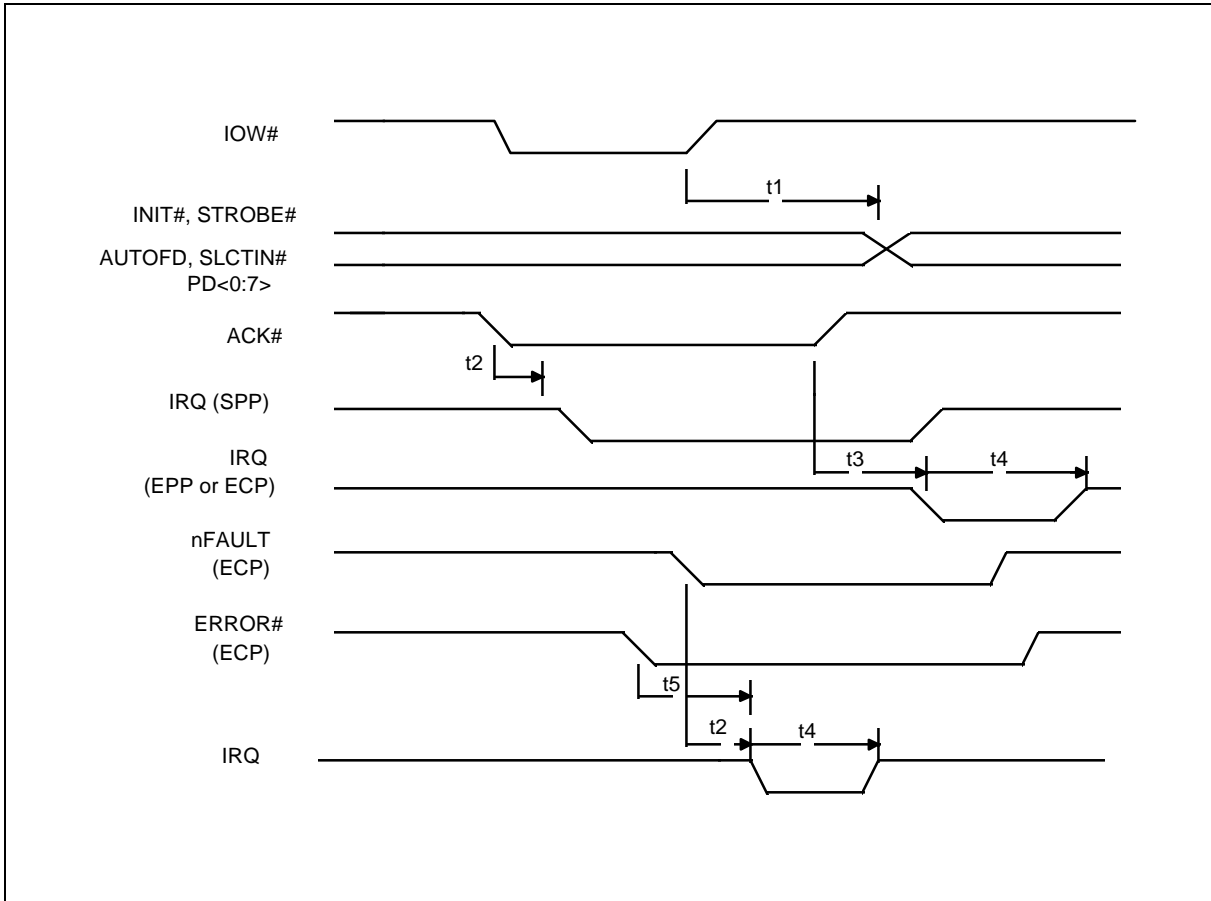 IOW#
t1
INIT#, STROBE#
AUTOFD, SLCTIN#
PD<0:7>
ACK#
t2
IRQ (SPP)
IRQ
(EPP or ECP)
t3
t4
nFAULT
(ECP)
ERROR#
(ECP)
t5
t2
t4
IRQ